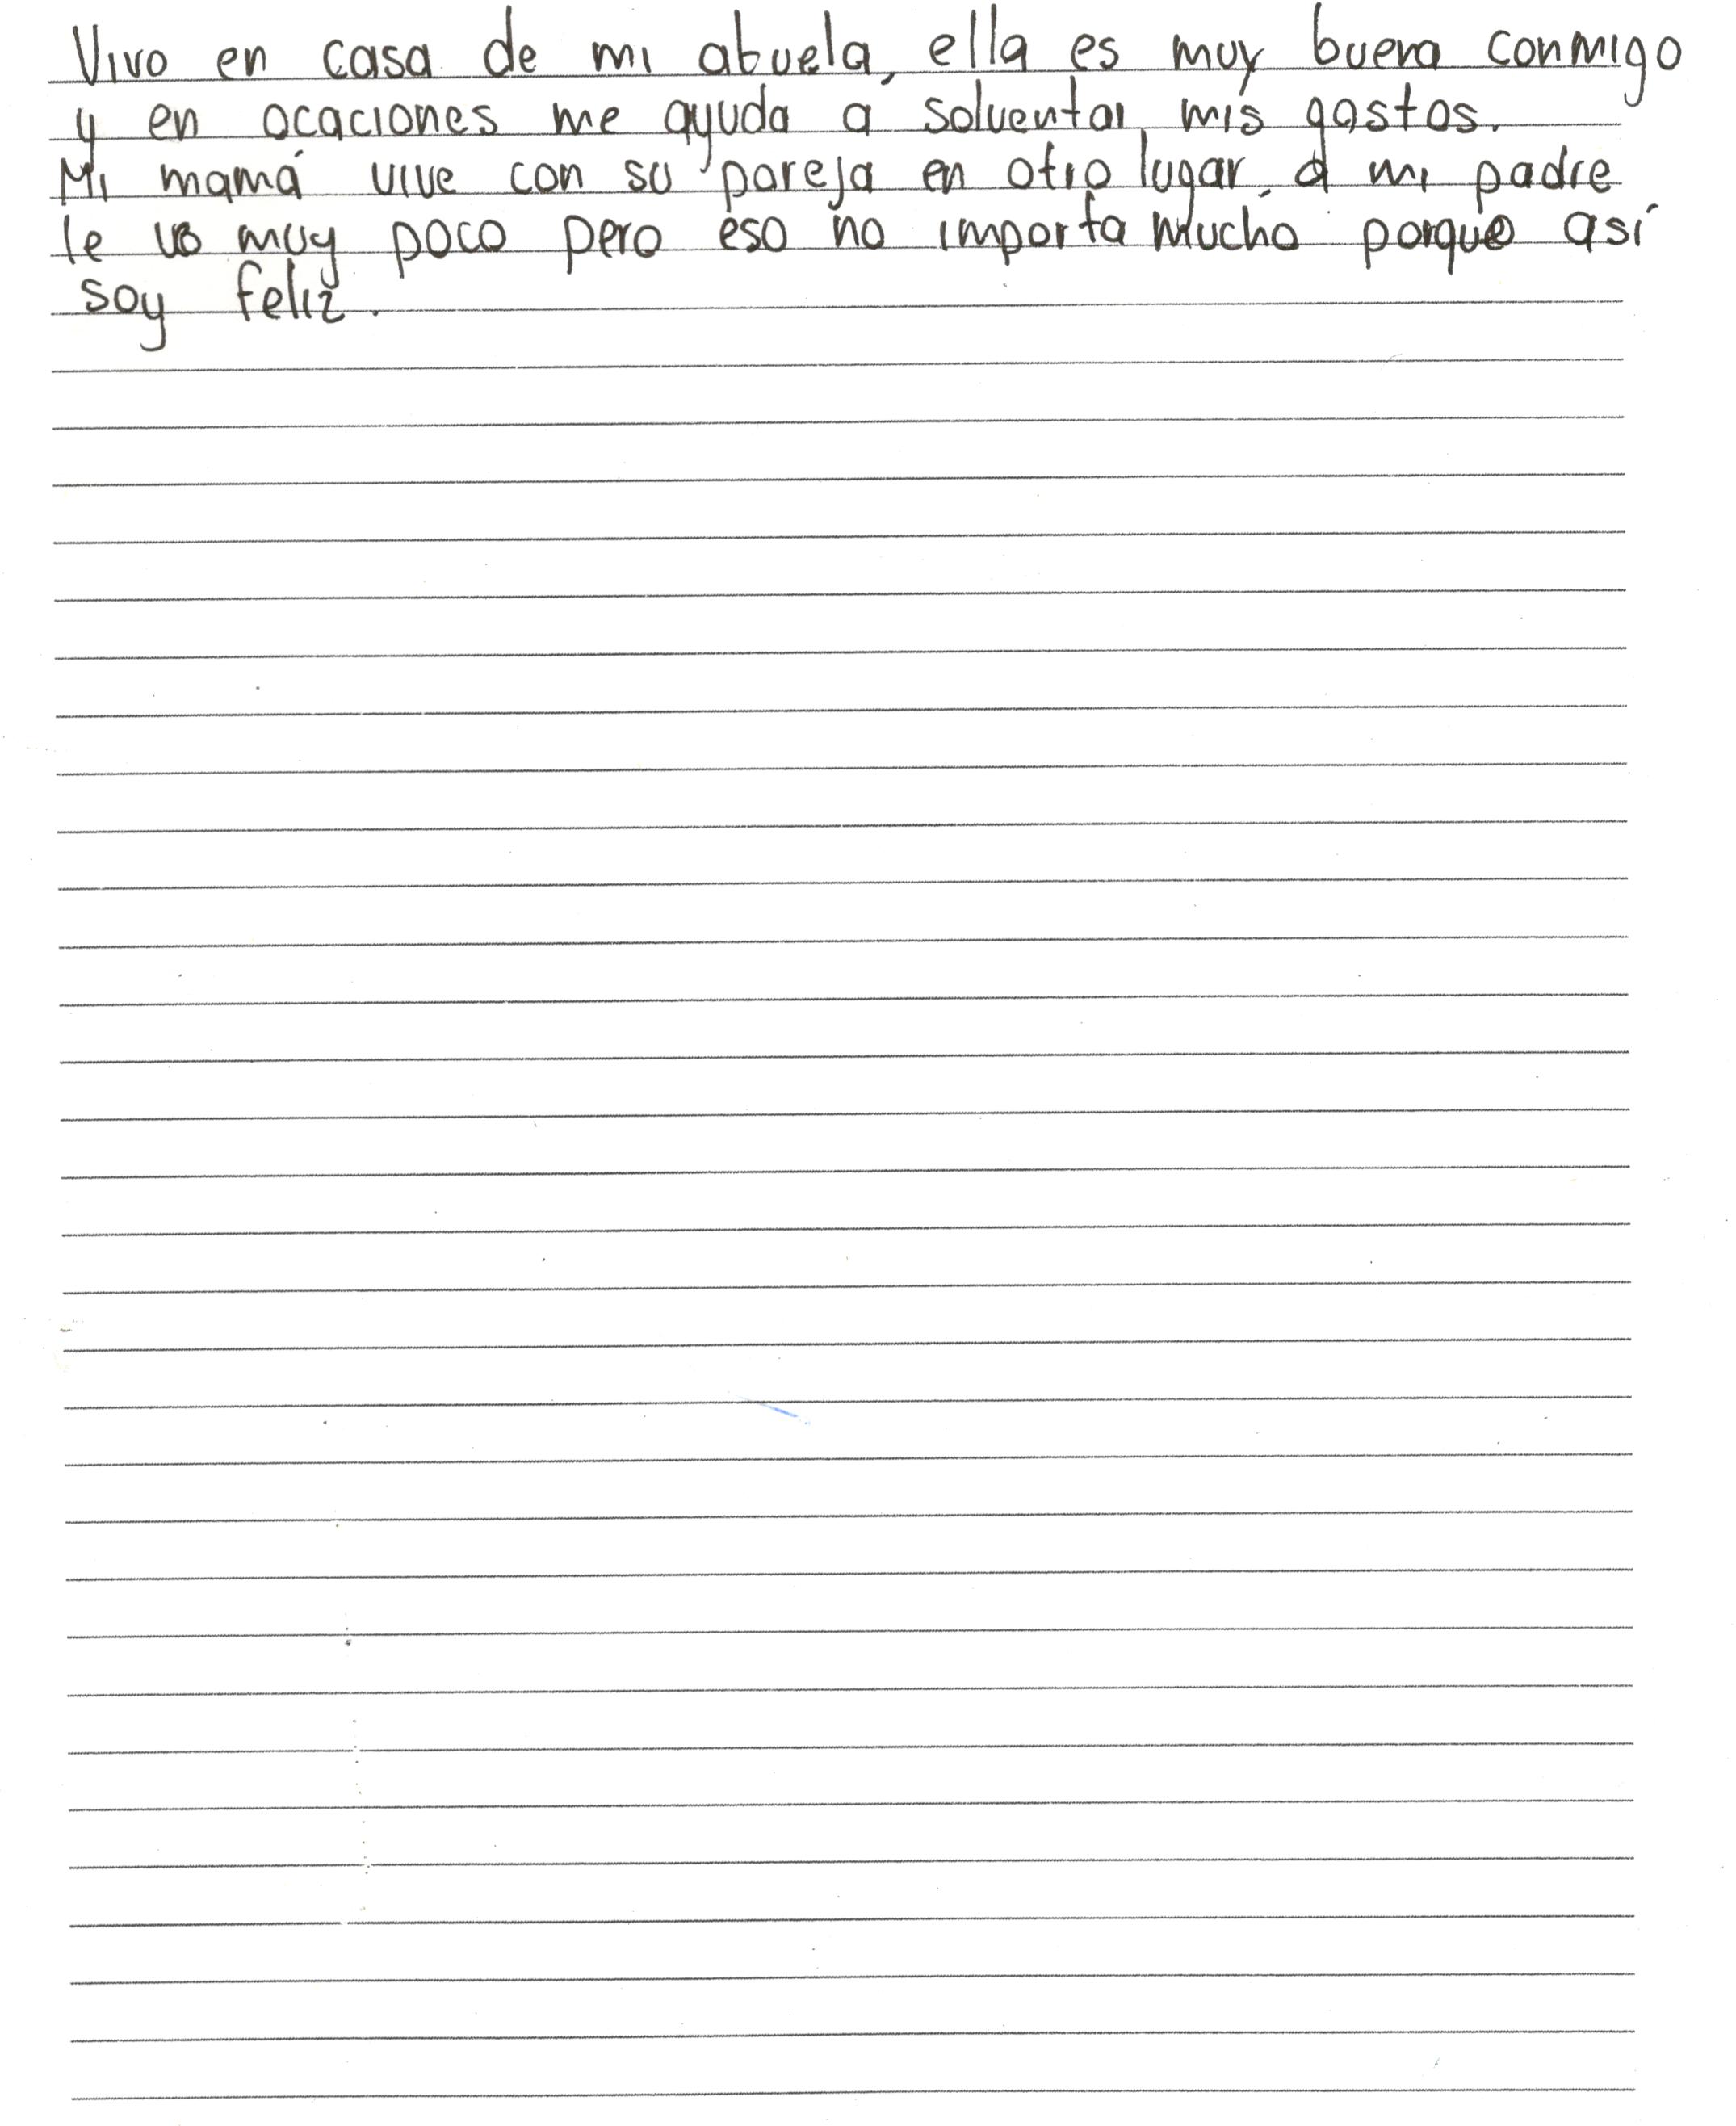 Vivo en casa de mi abuela, ella es muy buena conmigo
y en ocaciones me ayuda a solventar mis gastos.
Mi mamá vive con su pareja en otro lugar, a mi padre
le veo muy poco pero eso no importa mucho porque así
soy feliz.